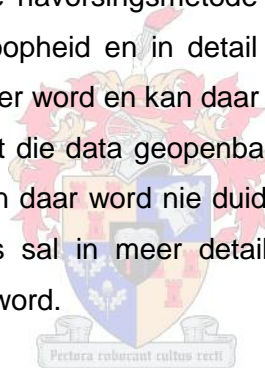 navorsingsmetode
oopheid en in detail
er word en kan daar
t die data geopenba
n daar word nie duid
s sal in meer detail
word.
Pectora roborant cultus recti